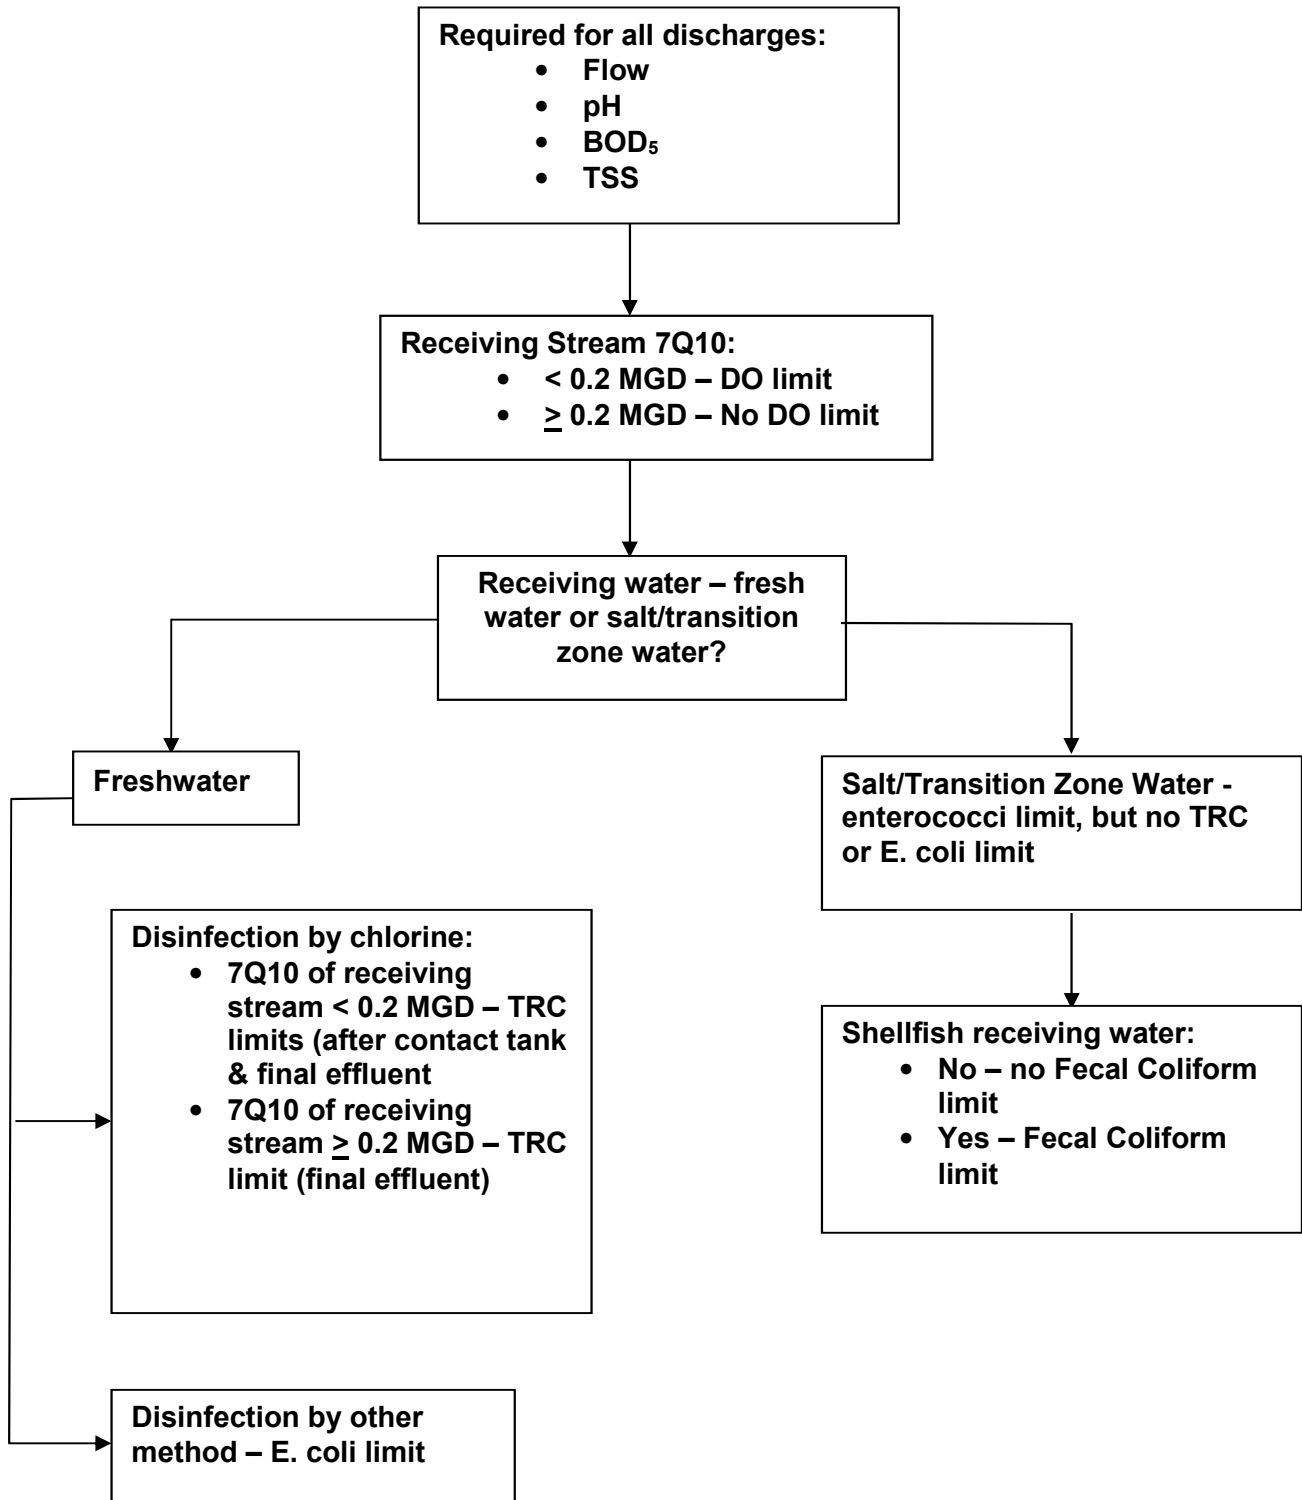 Required for all discharges:
• Flow
• pH
• BOD₅
• TSS
Receiving Stream 7Q10:
• < 0.2 MGD – DO limit
• ≥ 0.2 MGD – No DO limit
Receiving water – fresh
water or salt/transition
zone water?
Freshwater
Salt/Transition Zone Water -
enterococci limit, but no TRC
or E. coli limit
Disinfection by chlorine:
• 7Q10 of receiving
stream < 0.2 MGD – TRC
limits (after contact tank
& final effluent
• 7Q10 of receiving
stream ≥ 0.2 MGD – TRC
limit (final effluent)
Shellfish receiving water:
• No – no Fecal Coliform
limit
• Yes – Fecal Coliform
limit
Disinfection by other
method – E. coli limit